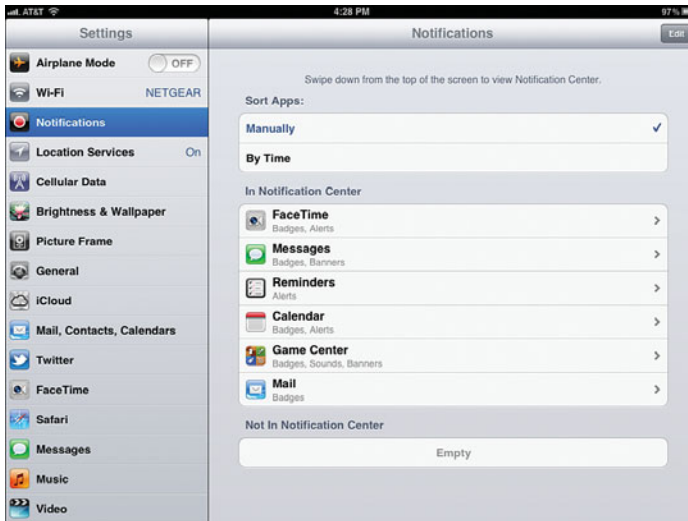 AT&T
4:28 PM
97%
Settings
Notifications
Edit
Airplane Mode
OFF
Wi-Fi
NETGEAR
Notifications
Location Services
On
Cellular Data
Brightness & Wallpaper
Picture Frame
General
iCloud
Mail, Contacts, Calendars
Twitter
FaceTime
Safari
Messages
Music
Video
Swipe down from the top of the screen to view Notification Center.
Sort Apps:
Manually
By Time
In Notification Center
FaceTime
Badges, Alerts
Messages
Badges, Banners
Reminders
Alerts
Calendar
Badges, Alerts
Game Center
Badges, Sounds, Banners
Mail
Badges
Not In Notification Center
Empty